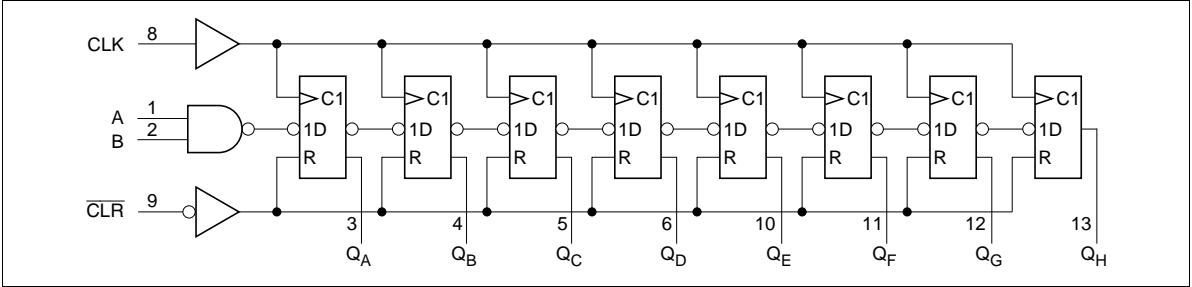 CLK 8
C1 C1 C1 C1 C1 C1 C1 C1
A 1
B 2
1D 1D 1D 1D 1D 1D 1D 1D
R R R R R R R R
CLR 9
3 4 5 6 10 11 12 13
QA QB QC QD QE QF QG QH